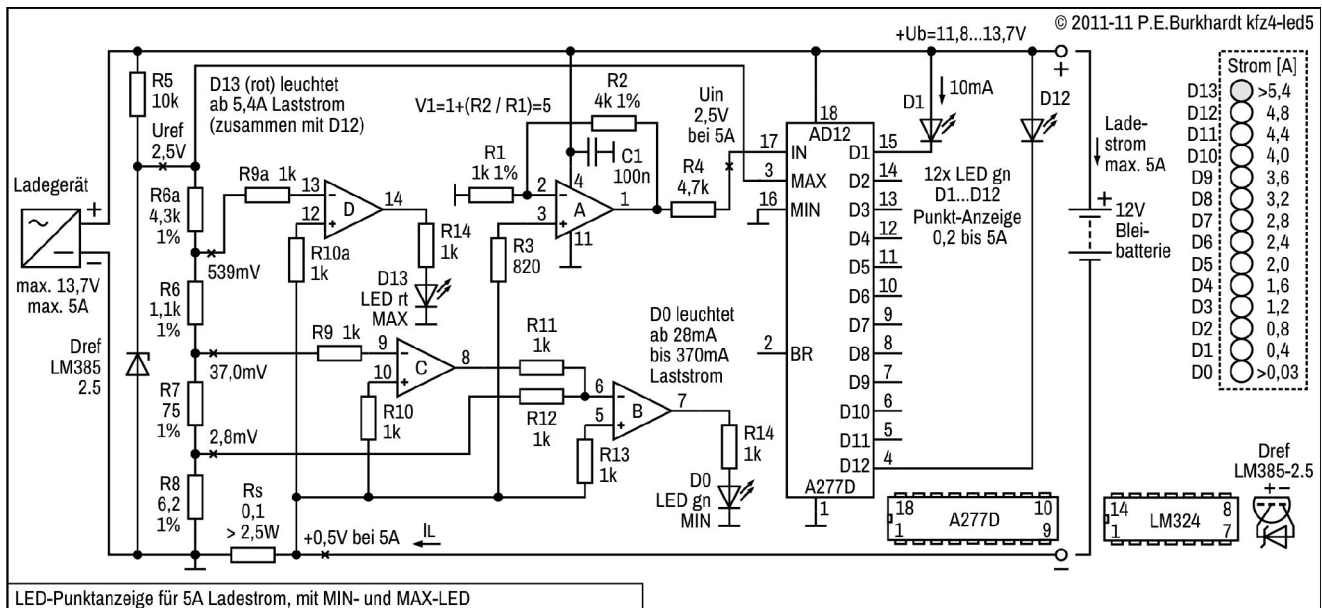 © 2011-11 P.E.Burkhardt kfz4-led5
+Ub=11,8...13,7V
+
R5
10k
D13 (rot) leuchtet
ab 5,4A Laststrom
(zusammen mit D12)
V1=1+(R2 / R1)=5
R2
4k 1%
Uin
2,5V
bei 5A
Uref
2,5V
R1
1k 1%
C1
100n
4
2
−
3
+
A
1
11
R4
4,7k
R3
820
18
AD12
17
IN
3
MAX
16
MIN
2
BR
D1
15
D2
14
D3
13
D4
12
D5
11
D6
10
D7
9
D8
8
D9
7
D10
6
D11
5
D12
4
A277D
1
D1
10mA
D12
12x LED gn
D1...D12
Punkt-Anzeige
0,2 bis 5A
Lade-
strom
max. 5A
+
12V
Blei-
batterie
Strom [A]
D13 >5,4
D12 4,8
D11 4,4
D10 4,0
D9 3,6
D8 3,2
D7 2,8
D6 2,4
D5 2,0
D4 1,6
D3 1,2
D2 0,8
D1 0,4
D0 >0,03
Ladegerät
~
+
−
max. 13,7V
max. 5A
R6a
4,3k
1%
R9a 1k
13
−
12
+
D
14
R10a
1k
R14
1k
D13
LED rt
MAX
539mV
R6
1,1k
1%
Dref
LM385
2.5
37,0mV
R9 1k
9
−
10
+
C
8
R10
1k
R11
1k
R12
1k
D0 leuchtet
ab 28mA
bis 370mA
Laststrom
6
−
5
+
B
7
R13
1k
R14
1k
D0
LED gn
MIN
R7
75
1%
2,8mV
R8
6,2
1%
Rs
0,1
> 2,5W
+0,5V bei 5A
IL
−
18 10
A277D
1 9
14 8
LM324
1 7
Dref
LM385-2.5
+ −
LED-Punktanzeige für 5A Ladestrom, mit MIN- und MAX-LED